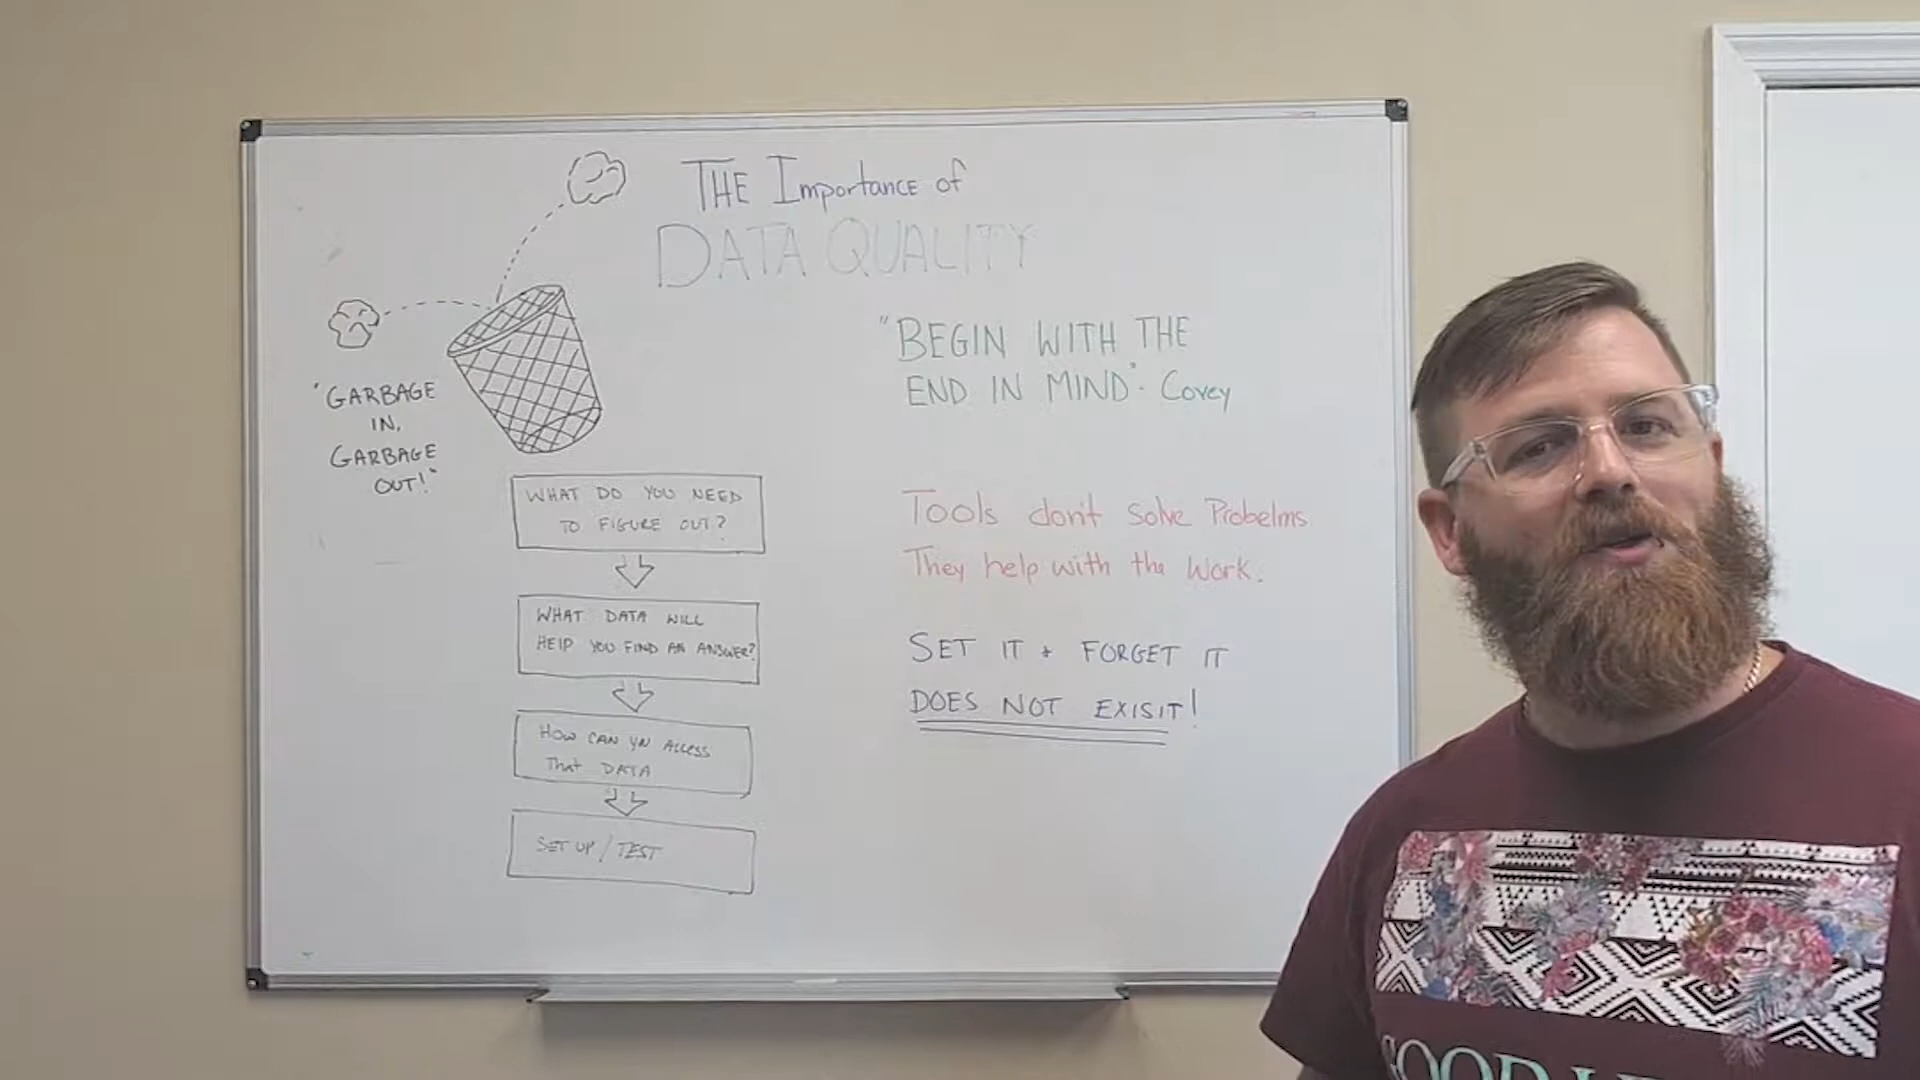 THE Importance of
DATA QUALITY
"GARBAGE
IN,
GARBAGE
OUT!"
"BEGIN WITH THE
END IN MIND"- Covey
WHAT DO YOU NEED
TO FIGURE OUT?
WHAT DATA WILL
HELP YOU FIND AN ANSWER?
HOW CAN YOU ACCESS
That DATA
SET UP / TEST
Tools don't solve Probelms
They help with the Work.
SET IT + FORGET IT
DOES NOT EXISIT!